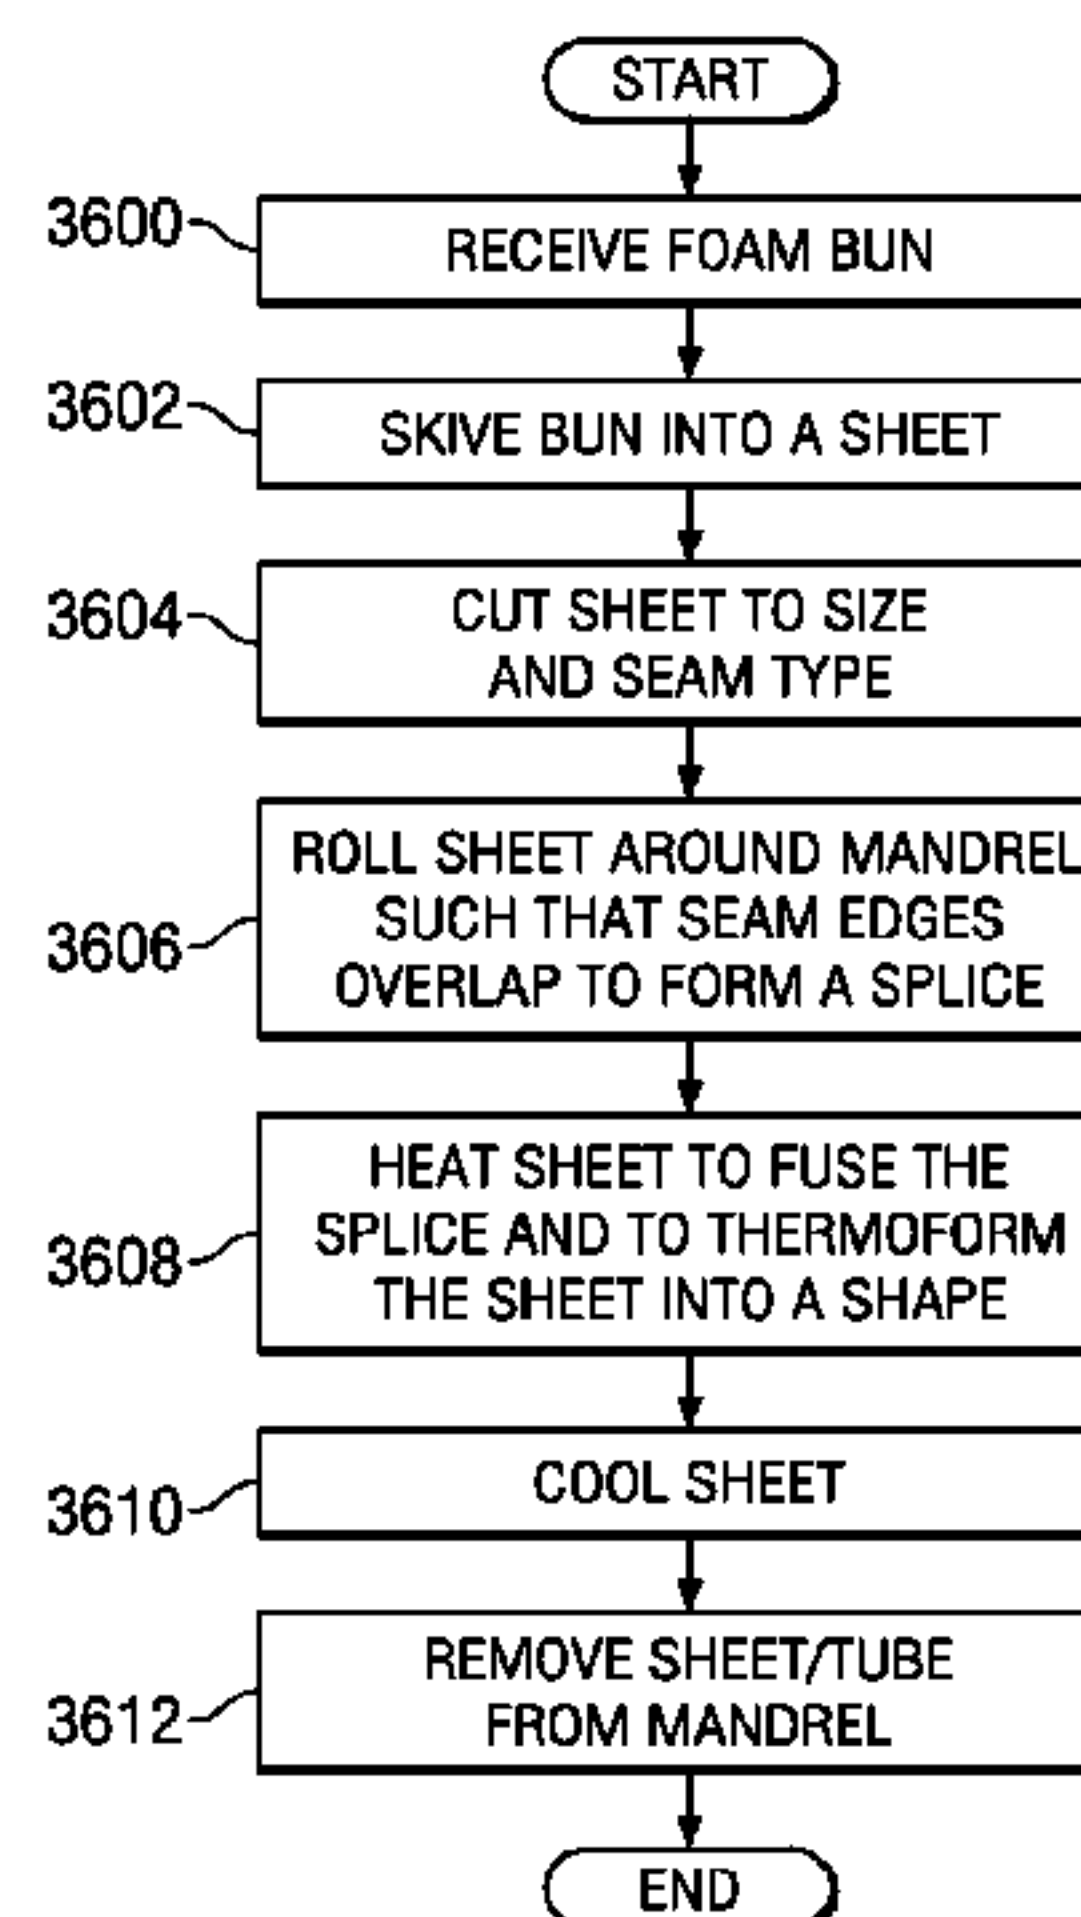 START
3600
RECEIVE FOAM BUN
3602
SKIVE BUN INTO A SHEET
3604
CUT SHEET TO SIZE
AND SEAM TYPE
3606
ROLL SHEET AROUND MANDREL
SUCH THAT SEAM EDGES
OVERLAP TO FORM A SPLICE
3608
HEAT SHEET TO FUSE THE
SPLICE AND TO THERMOFORM
THE SHEET INTO A SHAPE
3610
COOL SHEET
3612
REMOVE SHEET/TUBE
FROM MANDREL
END